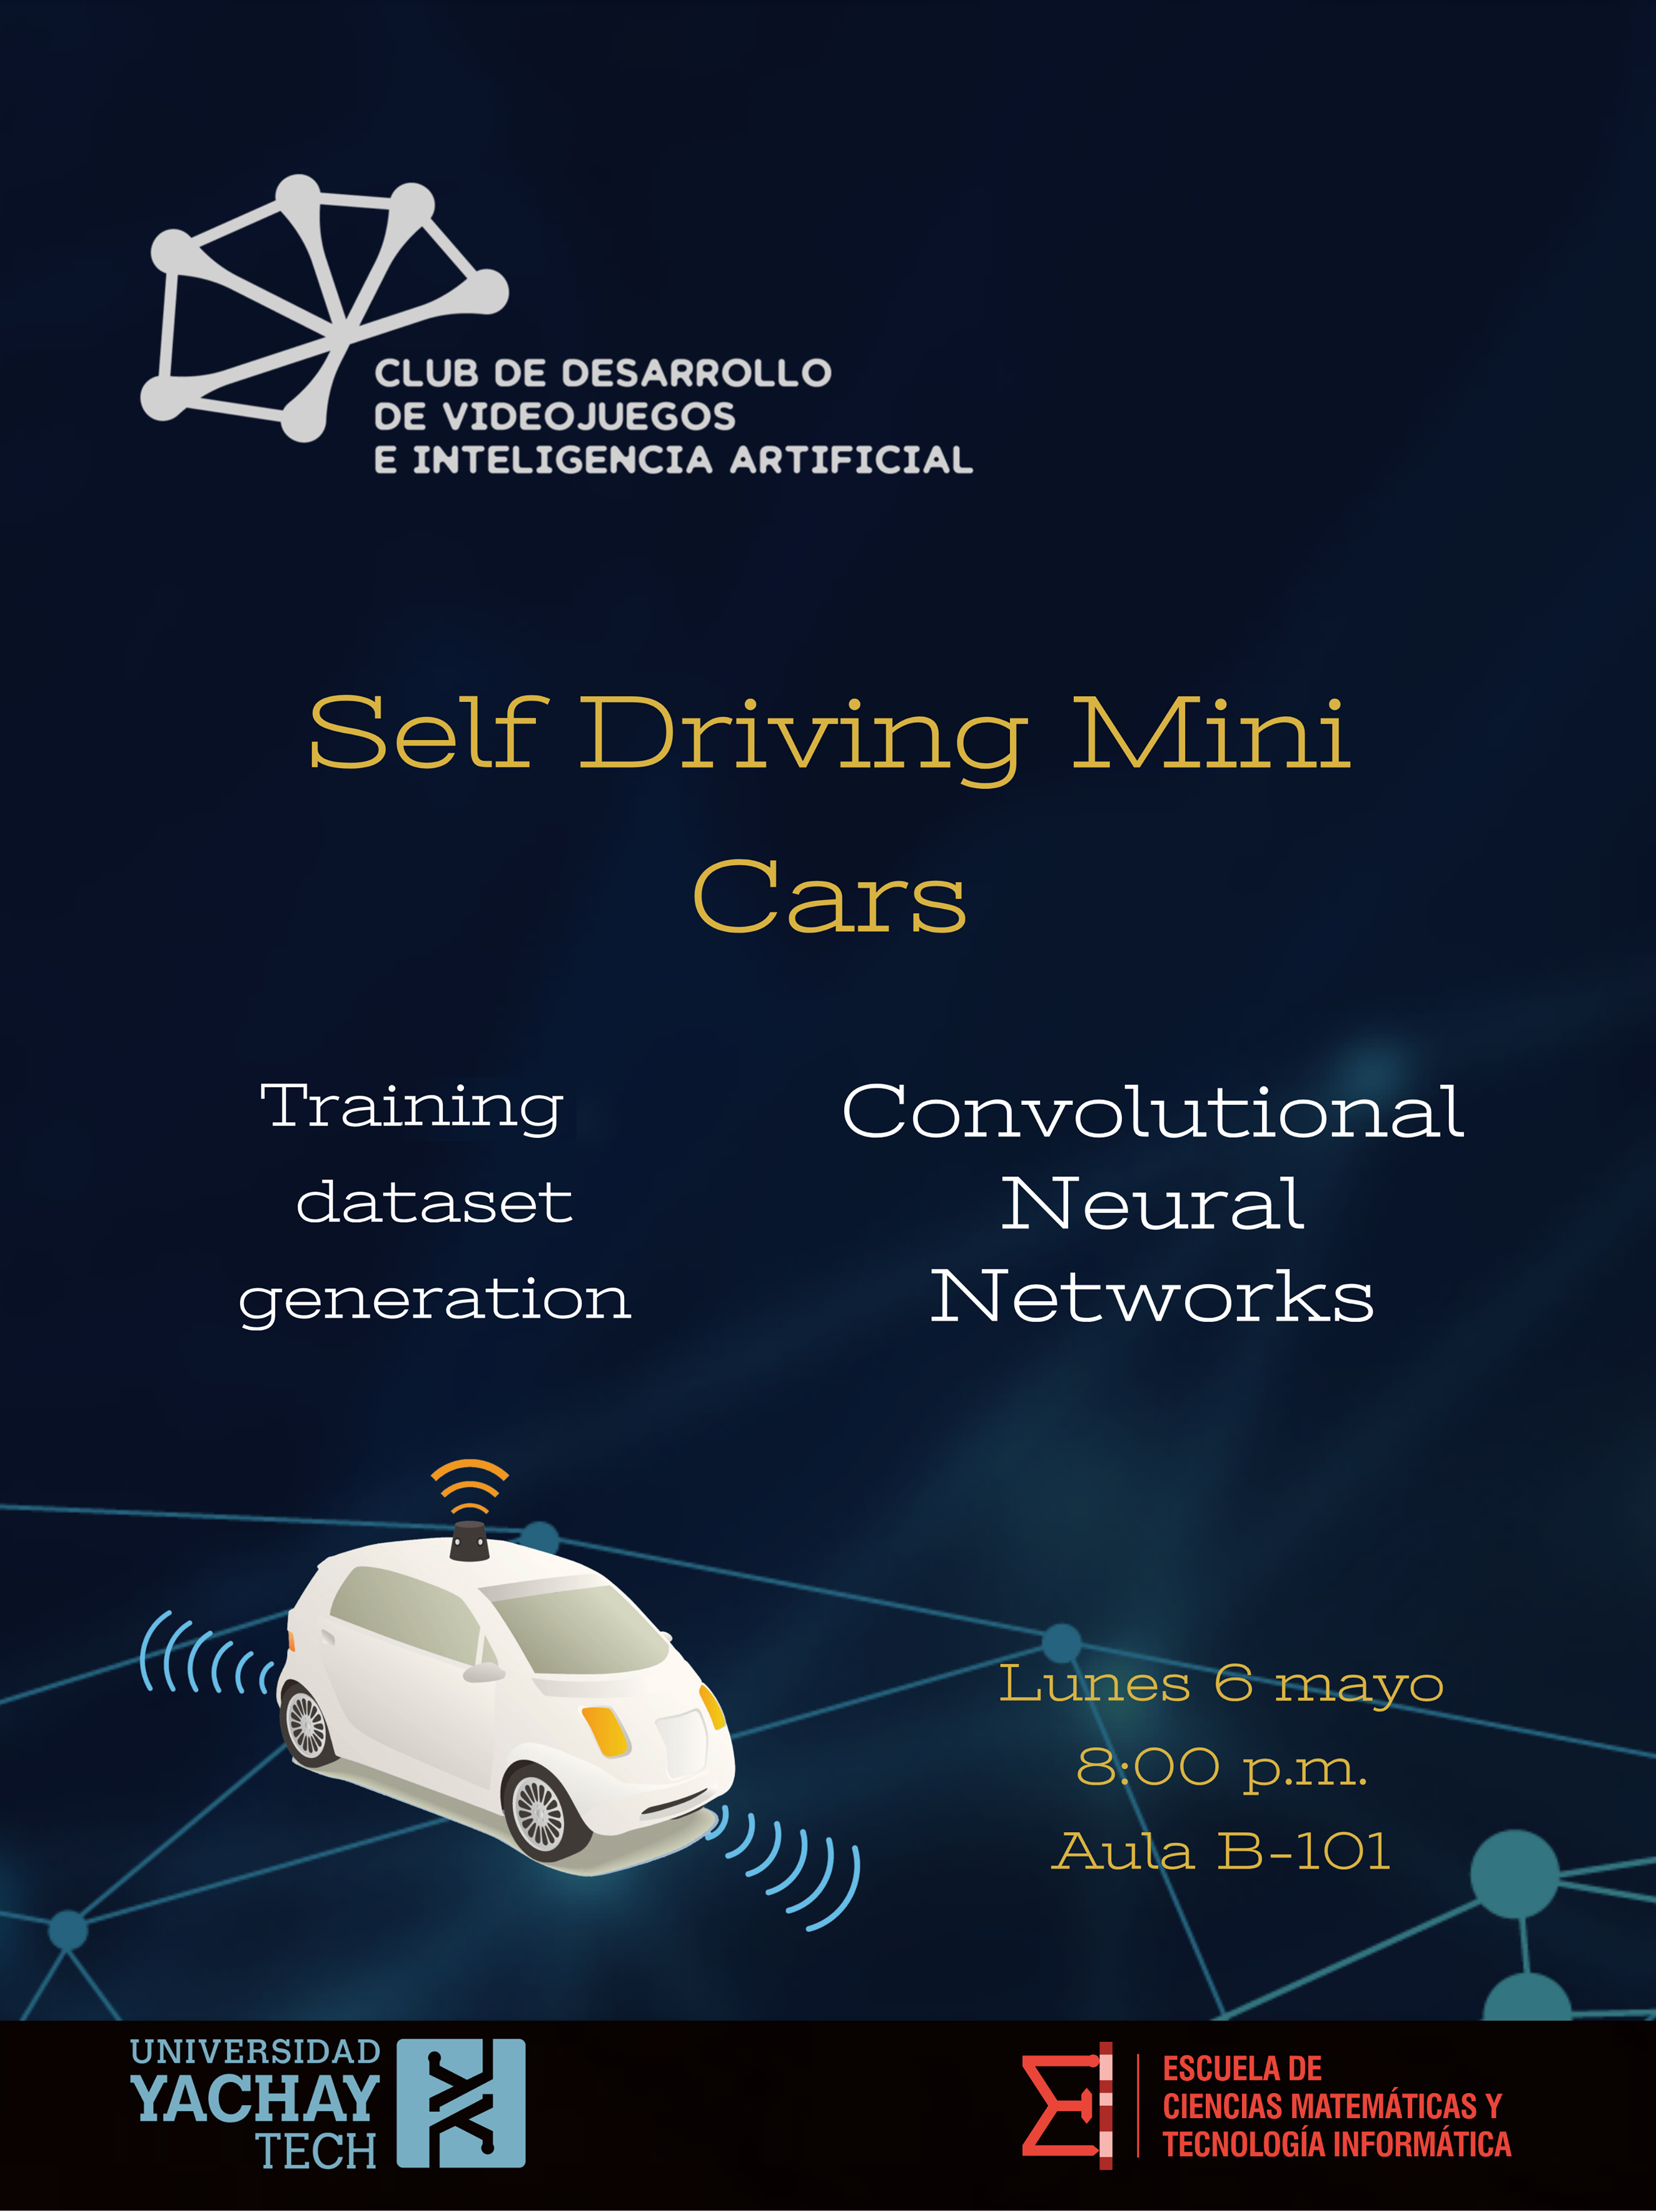 CLUB DE DESARROLLO
DE VIDEOJUEGOS
E INTELIGENCIA ARTIFICIAL
Self Driving Mini
Cars
Training
dataset
generation
Convolutional
Neural
Networks
Lunes 6 mayo
8:00 p.m.
Aula B-101
UNIVERSIDAD
YACHAY
TECH
ESCUELA DE
CIENCIAS MATEMÁTICAS Y
TECNOLOGÍA INFORMÁTICA